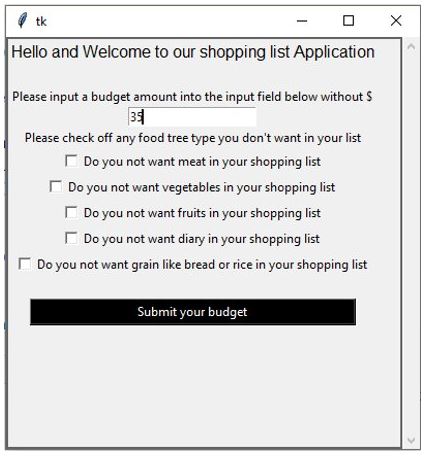 tk
Hello and Welcome to our shopping list Application
Please input a budget amount into the input field below without $
35
Please check off any food tree type you don't want in your list
Do you not want meat in your shopping list
Do you not want vegetables in your shopping list
Do you not want fruits in your shopping list
Do you not want diary in your shopping list
Do you not want grain like bread or rice in your shopping list
Submit your budget